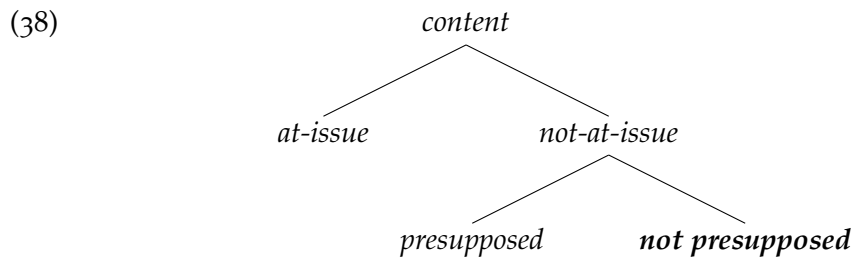 (38) content
at-issue not-at-issue
presupposed not presupposed